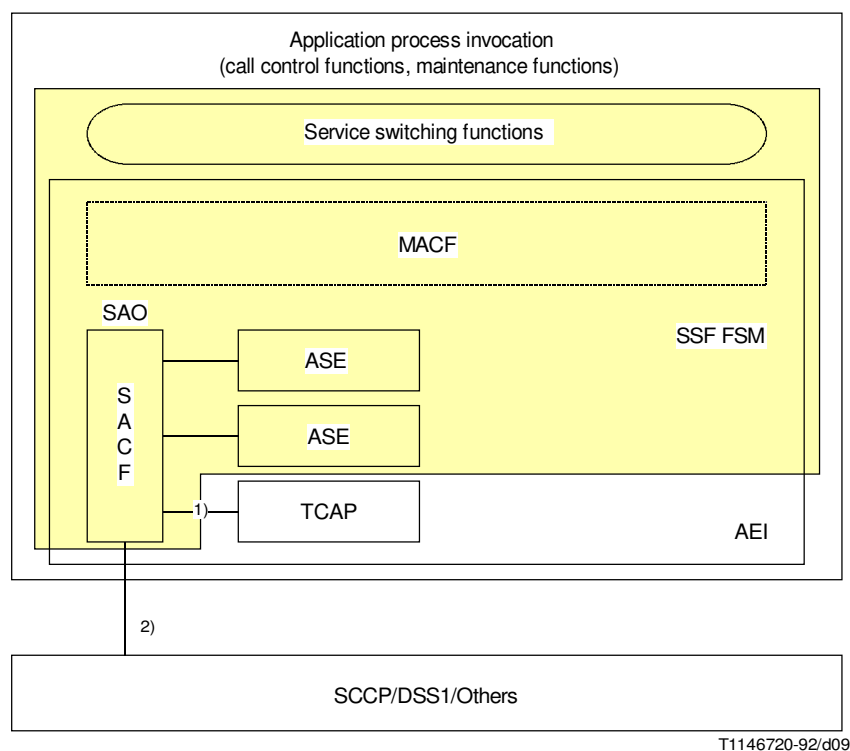 Application process invocation
(call control functions, maintenance functions)
Service switching functions
MACF
SAO
SSF FSM
ASE
S
A
C
F
ASE
1)
TCAP
AEI
2)
SCCP/DSS1/Others
T1146720-92/d09